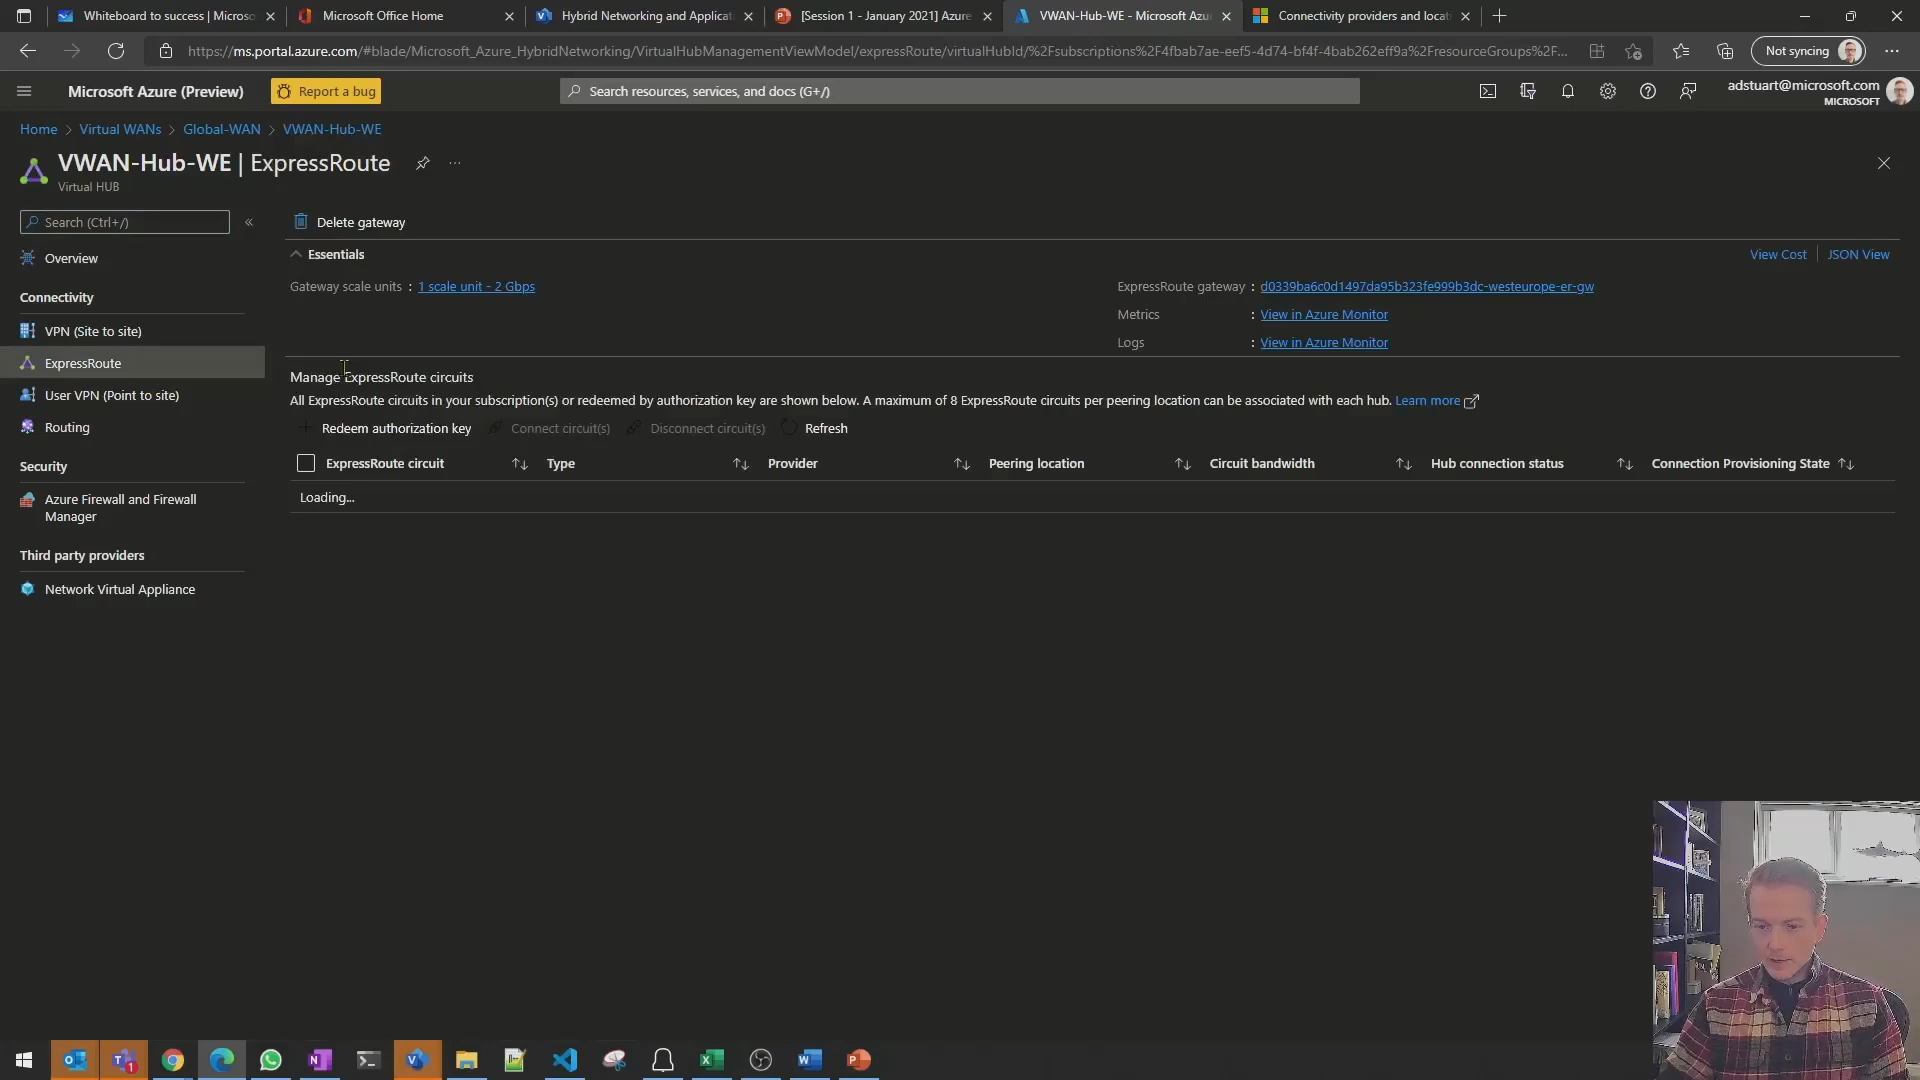 Whiteboard to success | Microso
Microsoft Office Home
Hybrid Networking and Applicat
[Session 1 - January 2021] Azure
VWAN-Hub-WE - Microsoft Azu
Connectivity providers and locat
https://ms.portal.azure.com/#blade/Microsoft_Azure_HybridNetworking/VirtualHubManagementViewModel/expressRoute/virtualHubId/%2Fsubscriptions%2F4fbab7ae-eef5-4d74-bf4f-4bab262eff9a%2FresourceGroups%2F...
Not syncing
Microsoft Azure (Preview)
Report a bug
Search resources, services, and docs (G+/)
adstuart@microsoft.com
MICROSOFT
Home > Virtual WANs > Global-WAN > VWAN-Hub-WE
VWAN-Hub-WE | ExpressRoute
Virtual HUB
Search (Ctrl+/)
Overview
Connectivity
VPN (Site to site)
ExpressRoute
User VPN (Point to site)
Routing
Security
Azure Firewall and Firewall
Manager
Third party providers
Network Virtual Appliance
Delete gateway
Essentials
View Cost
JSON View
Gateway scale units : 1 scale unit - 2 Gbps
ExpressRoute gateway : d0339ba6c0d1497da95b323fe999b3dc-westeurope-er-gw
Metrics : View in Azure Monitor
Logs : View in Azure Monitor
Manage ExpressRoute circuits
All ExpressRoute circuits in your subscription(s) or redeemed by authorization key are shown below. A maximum of 8 ExpressRoute circuits per peering location can be associated with each hub. Learn more
Redeem authorization key
Connect circuit(s)
Disconnect circuit(s)
Refresh
ExpressRoute circuit
Type
Provider
Peering location
Circuit bandwidth
Hub connection status
Connection Provisioning State
Loading...